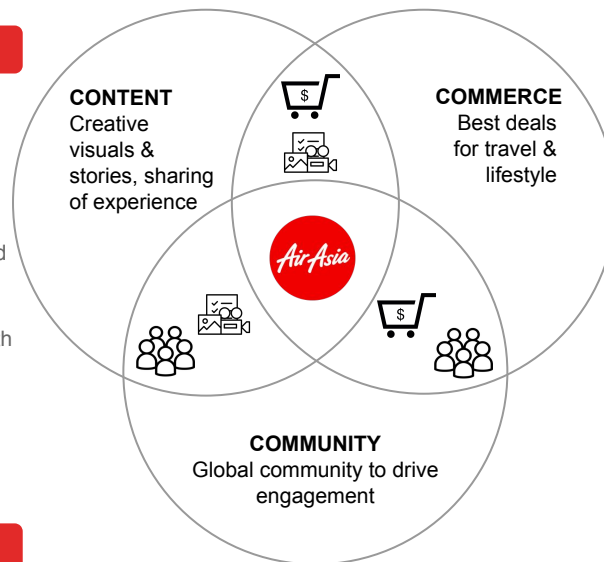 CONTENT
Creative
visuals &
stories, sharing
of experience
COMMERCE
Best deals
for travel &
lifestyle
$
AirAsia
$
COMMUNITY
Global community to drive
engagement